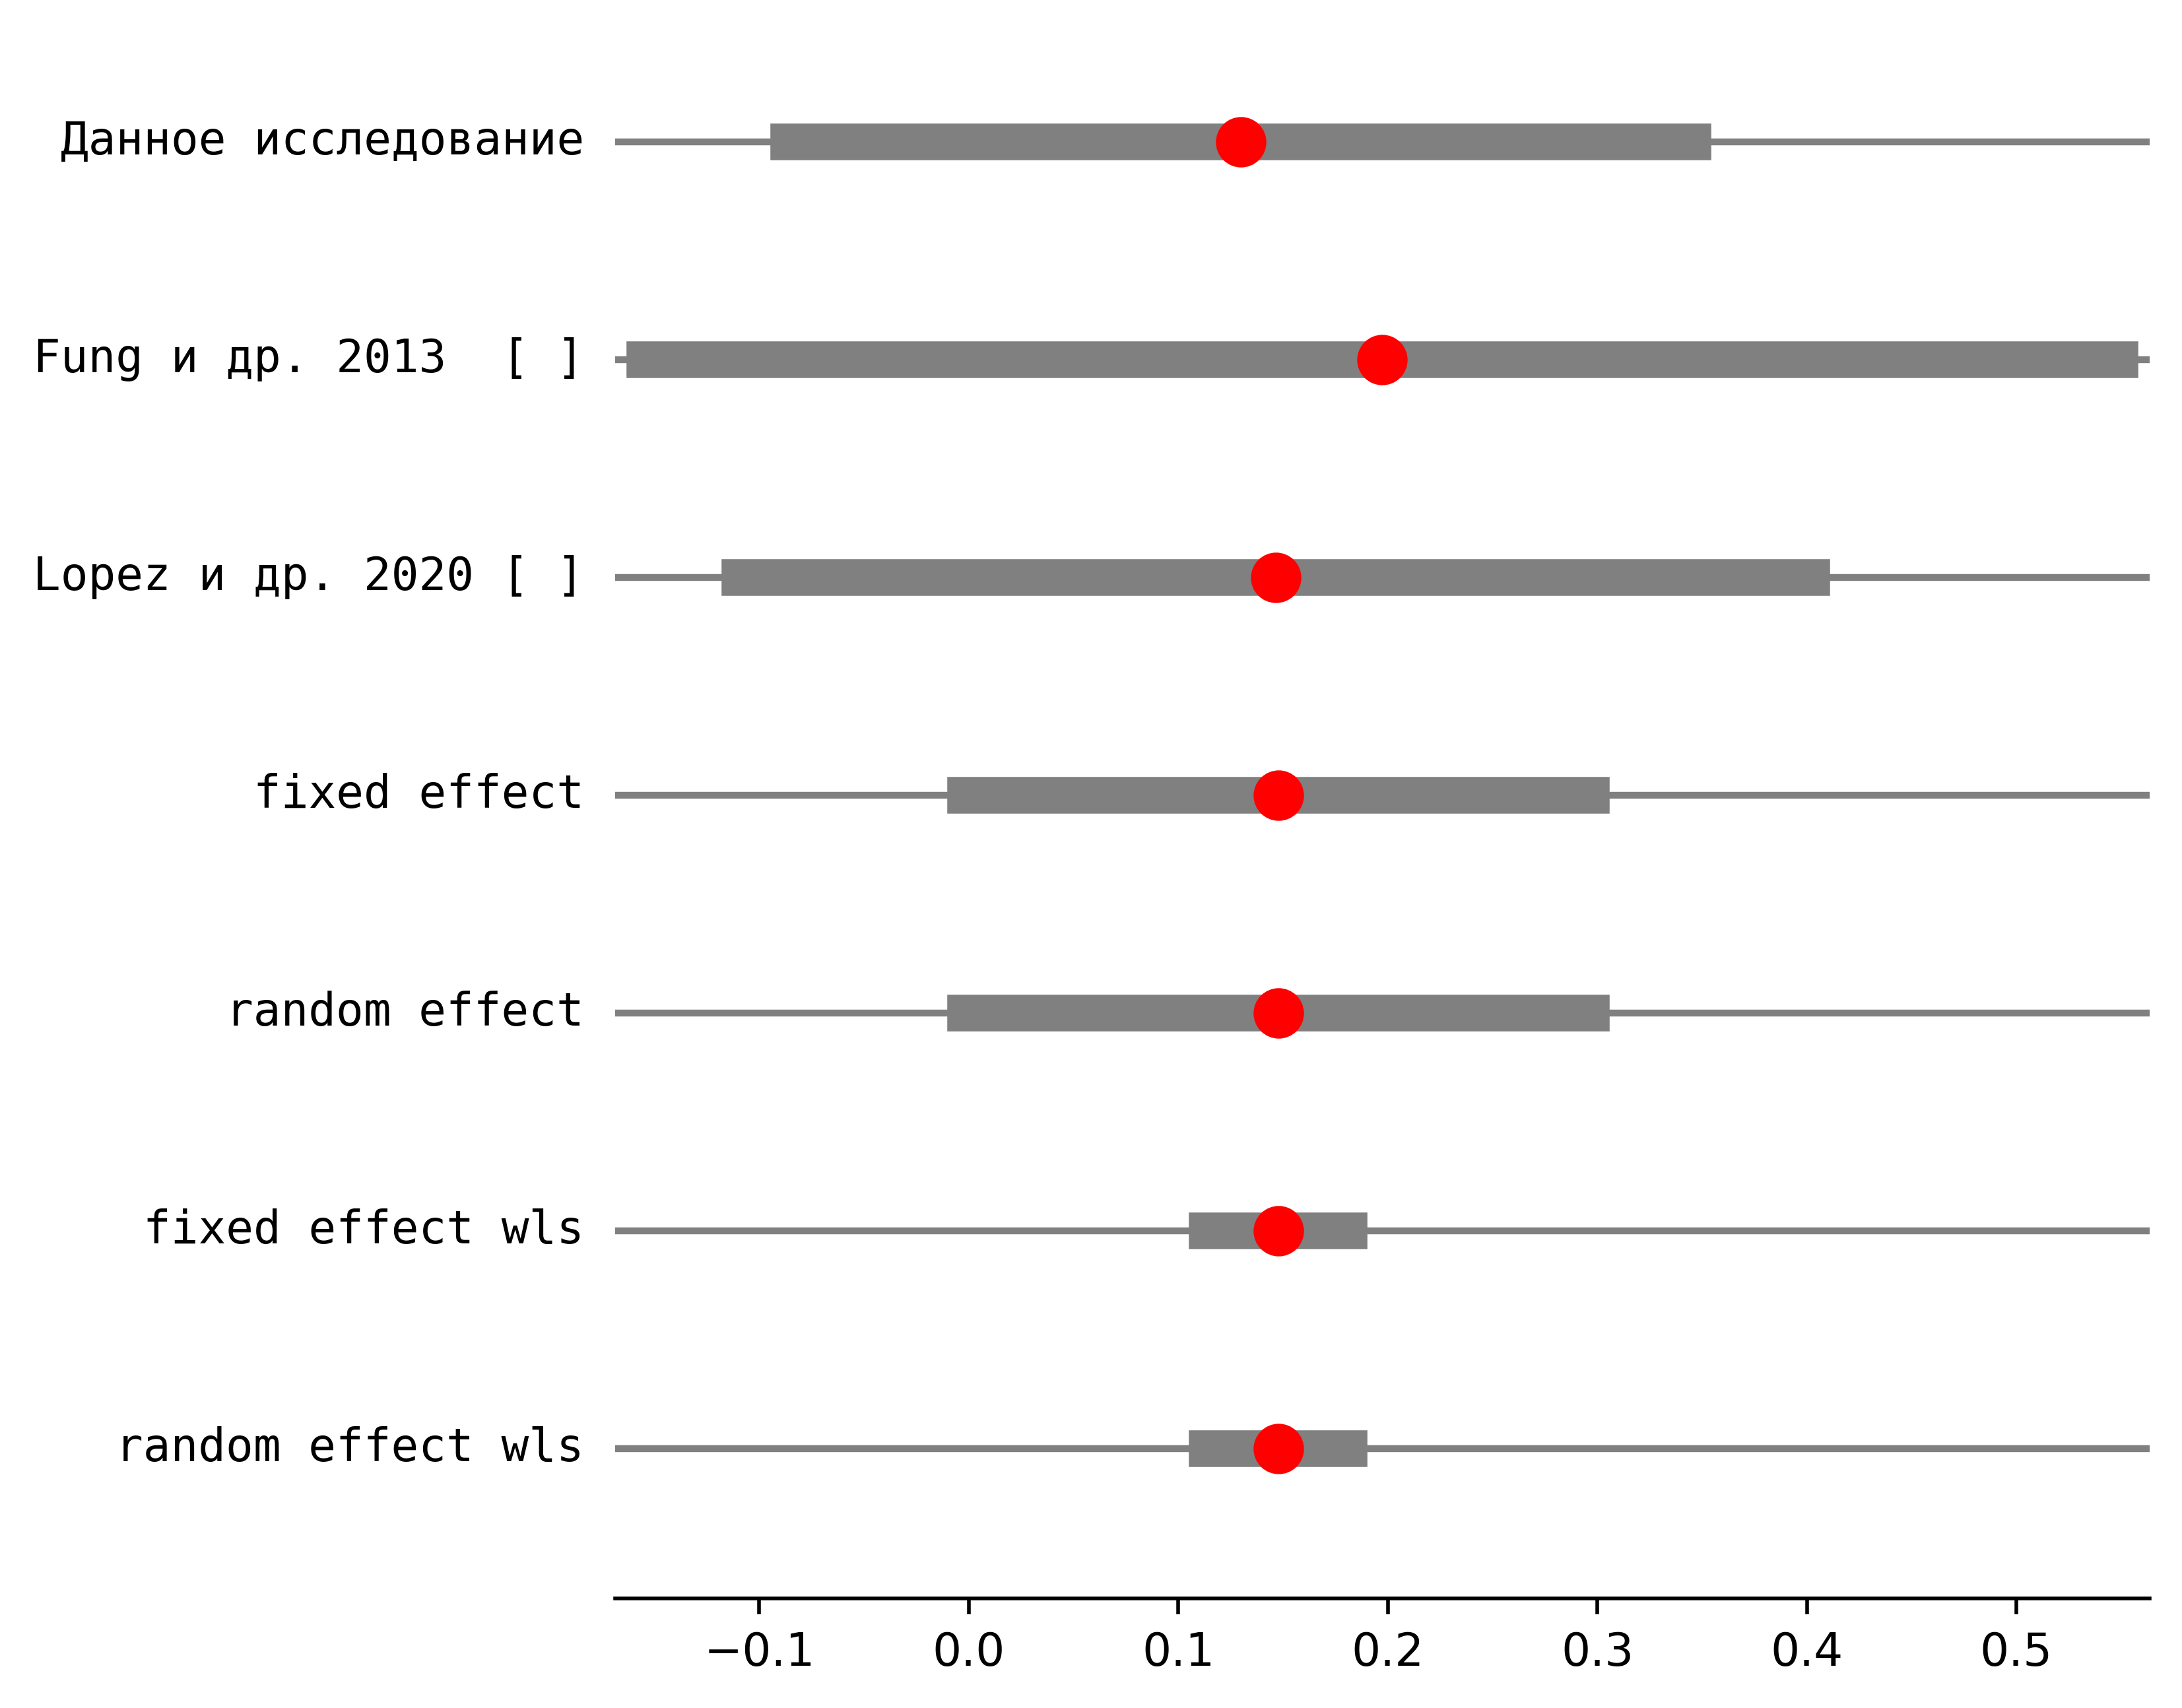 Данное исследование
Fung и др. 2013  [ ]
Lopez и др. 2020 [ ]
fixed effect
random effect
fixed effect wls
random effect wls
−0.1 0.0 0.1 0.2 0.3 0.4 0.5